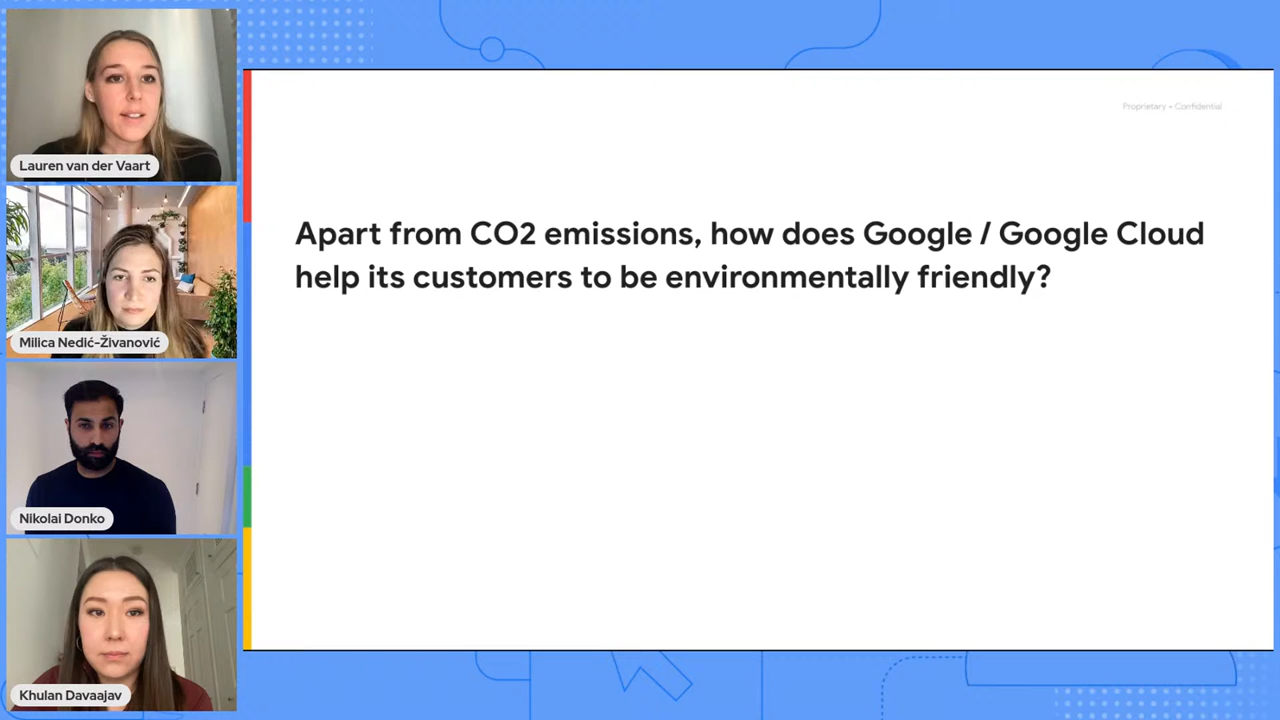 Lauren van der Vaart
Milica Nedić-Živanović
Nikolai Donko
Khulan Davaajav
Proprietary + Confidential
Apart from CO2 emissions, how does Google / Google Cloud
help its customers to be environmentally friendly?